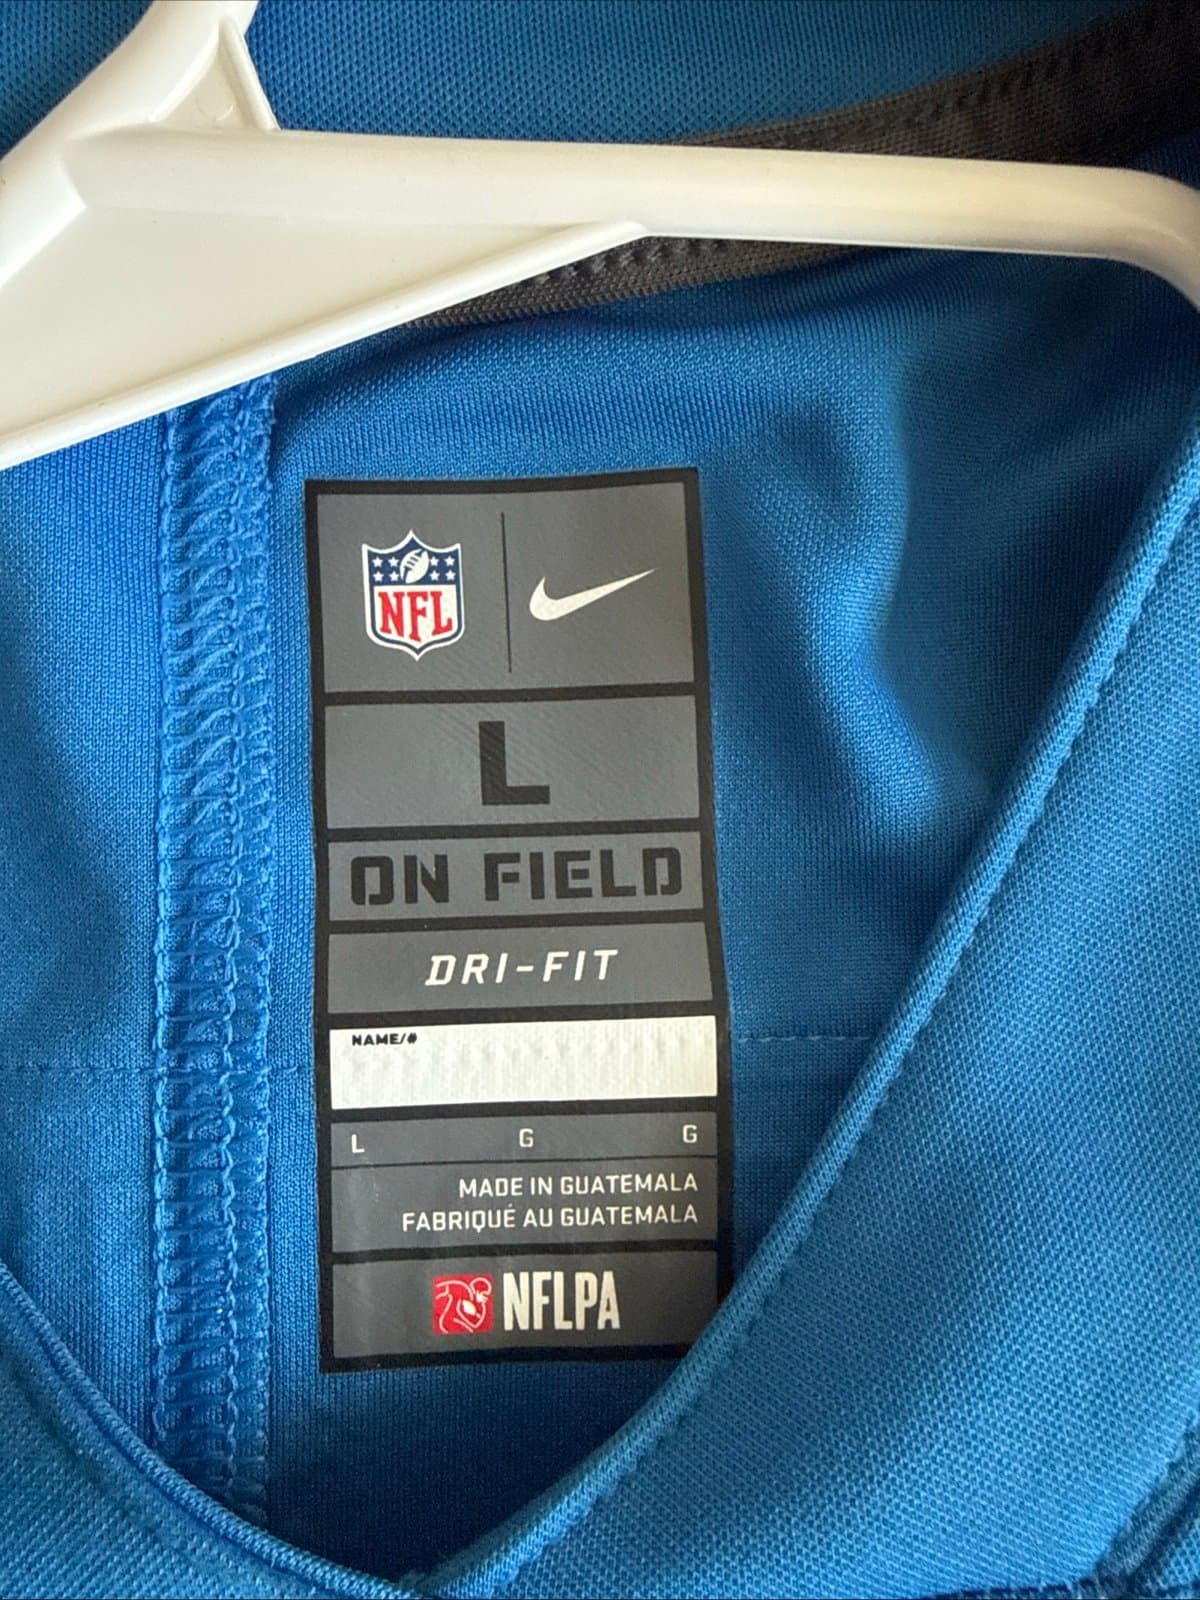 NFL
L
ON FIELD
DRI-FIT
NAME/#
L G G
MADE IN GUATEMALA
FABRIQUÉ AU GUATEMALA
NFLPA